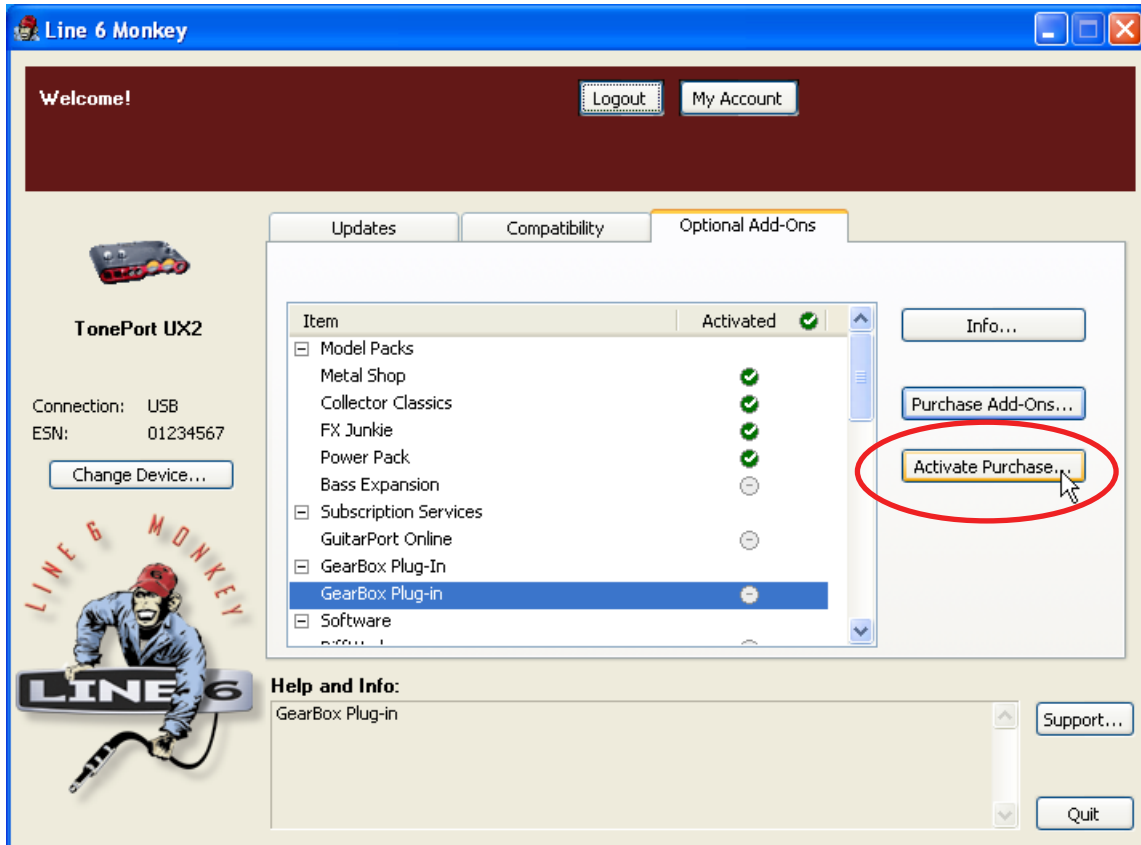 Line 6 Monkey
Welcome!
Logout
My Account
Updates
Compatibility
Optional Add-Ons
TonePort UX2
Connection: USB
ESN: 01234567
Change Device...
LINE 6 MONKEY
LINE 6
Item Activated
Model Packs
Metal Shop
Collector Classics
FX Junkie
Power Pack
Bass Expansion
Subscription Services
GuitarPort Online
GearBox Plug-In
GearBox Plug-in
Software
Info...
Purchase Add-Ons...
Activate Purchase...
Help and Info:
GearBox Plug-in
Support...
Quit